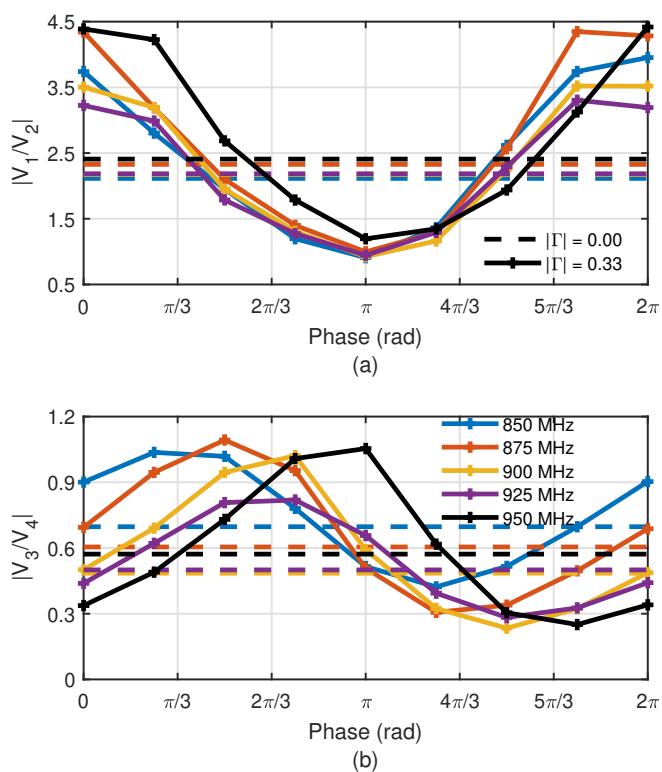 4.5
3.5
2.5
1.5
0.5
|V1/V2|
|Γ| = 0.00
|Γ| = 0.33
0 π/3 2π/3 π 4π/3 5π/3 2π
Phase (rad)
(a)
1.2
0.9
0.6
0.3
0
|V3/V4|
850 MHz
875 MHz
900 MHz
925 MHz
950 MHz
0 π/3 2π/3 π 4π/3 5π/3 2π
Phase (rad)
(b)